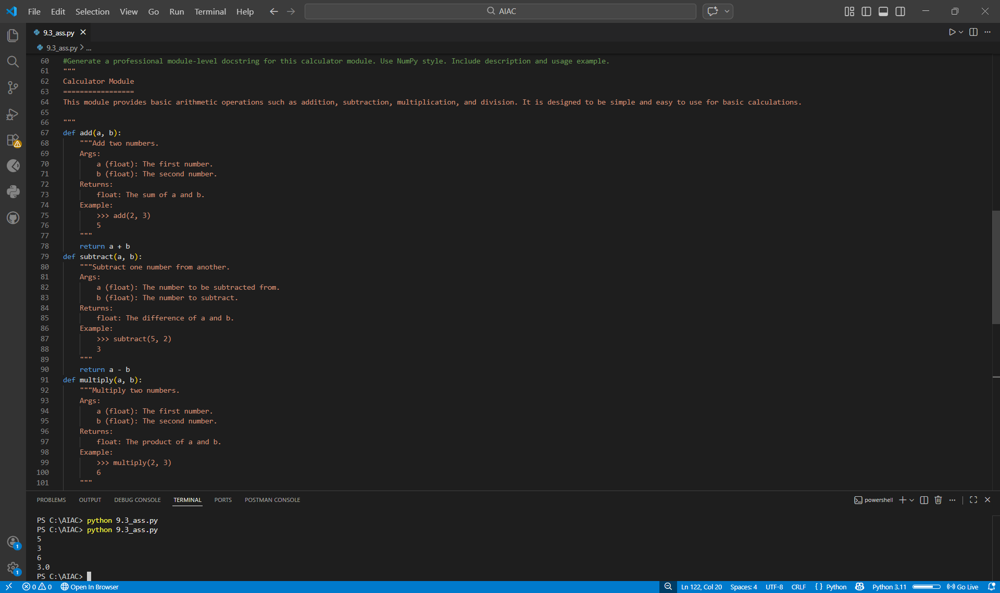 File Edit Selection View Go Run Terminal Help
AIAC
9.3_ass.py
9.3_ass.py > ...
60 #Generate a professional module-level docstring for this calculator module. Use NumPy style. Include description and usage example.
61 """
62 Calculator Module
63 =================
64 This module provides basic arithmetic operations such as addition, subtraction, multiplication, and division. It is designed to be simple and easy to use for basic calculations.
65
66 """
67 def add(a, b):
68     """Add two numbers.
69     Args:
70         a (float): The first number.
71         b (float): The second number.
72     Returns:
73         float: The sum of a and b.
74     Example:
75         >>> add(2, 3)
76         5
77     """
78     return a + b
79 def subtract(a, b):
80     """Subtract one number from another.
81     Args:
82         a (float): The number to be subtracted from.
83         b (float): The number to subtract.
84     Returns:
85         float: The difference of a and b.
86     Example:
87         >>> subtract(5, 2)
88         3
89     """
90     return a - b
91 def multiply(a, b):
92     """Multiply two numbers.
93     Args:
94         a (float): The first number.
95         b (float): The second number.
96     Returns:
97         float: The product of a and b.
98     Example:
99         >>> multiply(2, 3)
100         6
101     """
PROBLEMS OUTPUT DEBUG CONSOLE TERMINAL PORTS POSTMAN CONSOLE
powershell
PS C:\AIAC> python 9.3_ass.py
PS C:\AIAC> python 9.3_ass.py
5
3
6
3.0
PS C:\AIAC>
1
1
0 0 Open In Browser Ln 122, Col 20 Spaces: 4 UTF-8 CRLF { } Python Python 3.11 Go Live